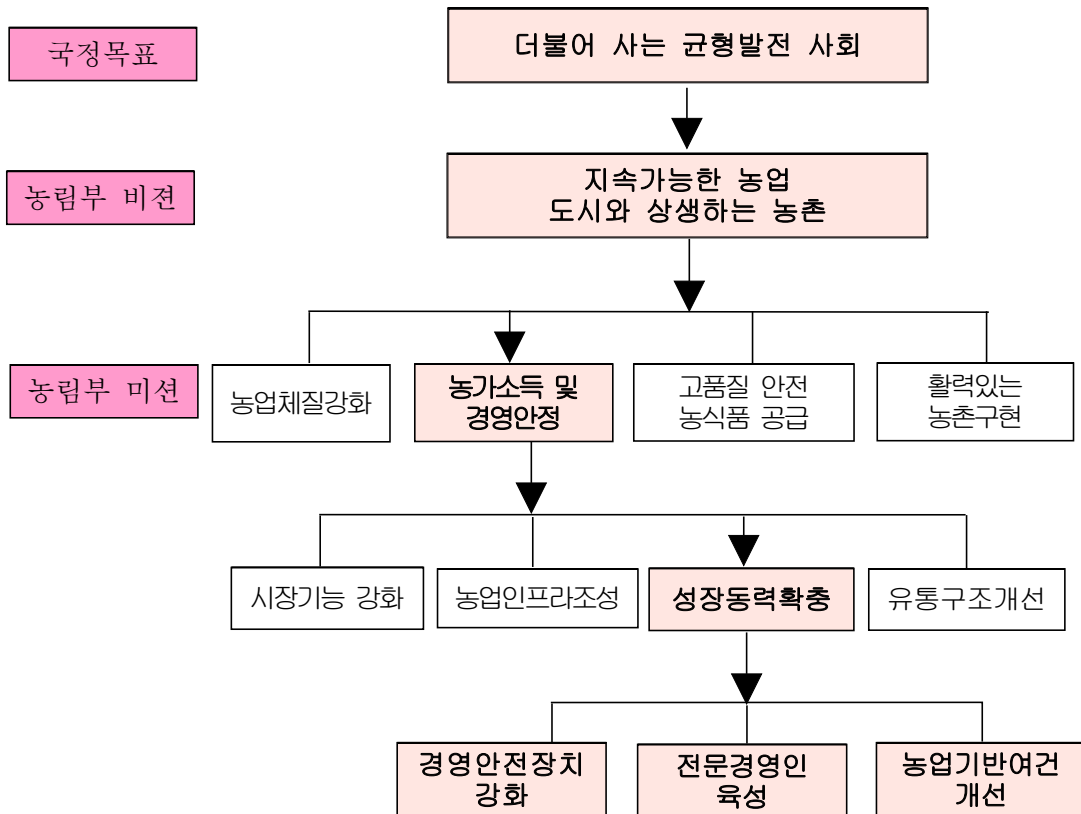 국정목표
더불어 사는 균형발전 사회
농림부 비젼
지속가능한 농업
도시와 상생하는 농촌
농림부 미션
농업체질강화
농가소득 및
경영안정
고품질 안전
농식품 공급
활력있는
농촌구현
시장기능 강화
농업인프라조성
성장동력확충
유통구조개선
경영안전장치
강화
전문경영인
육성
농업기반여건
개선